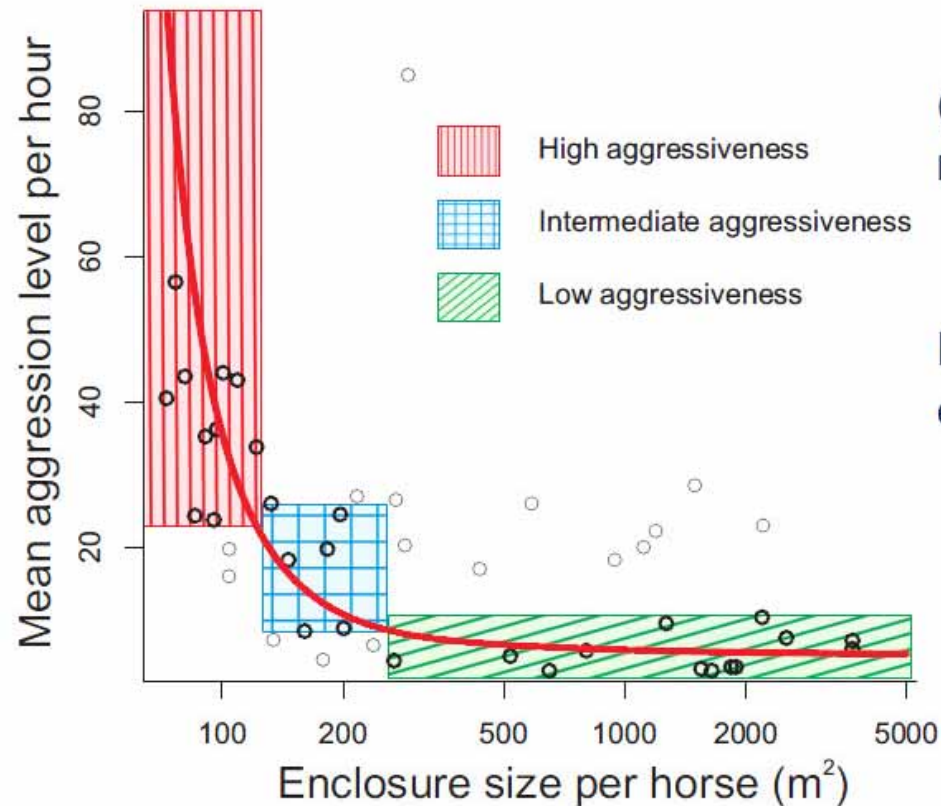 Mean aggression level per hour
80
60
40
20
High aggressiveness
Intermediate aggressiveness
Low aggressiveness
100 200 500 1000 2000 5000
Enclosure size per horse (m²)